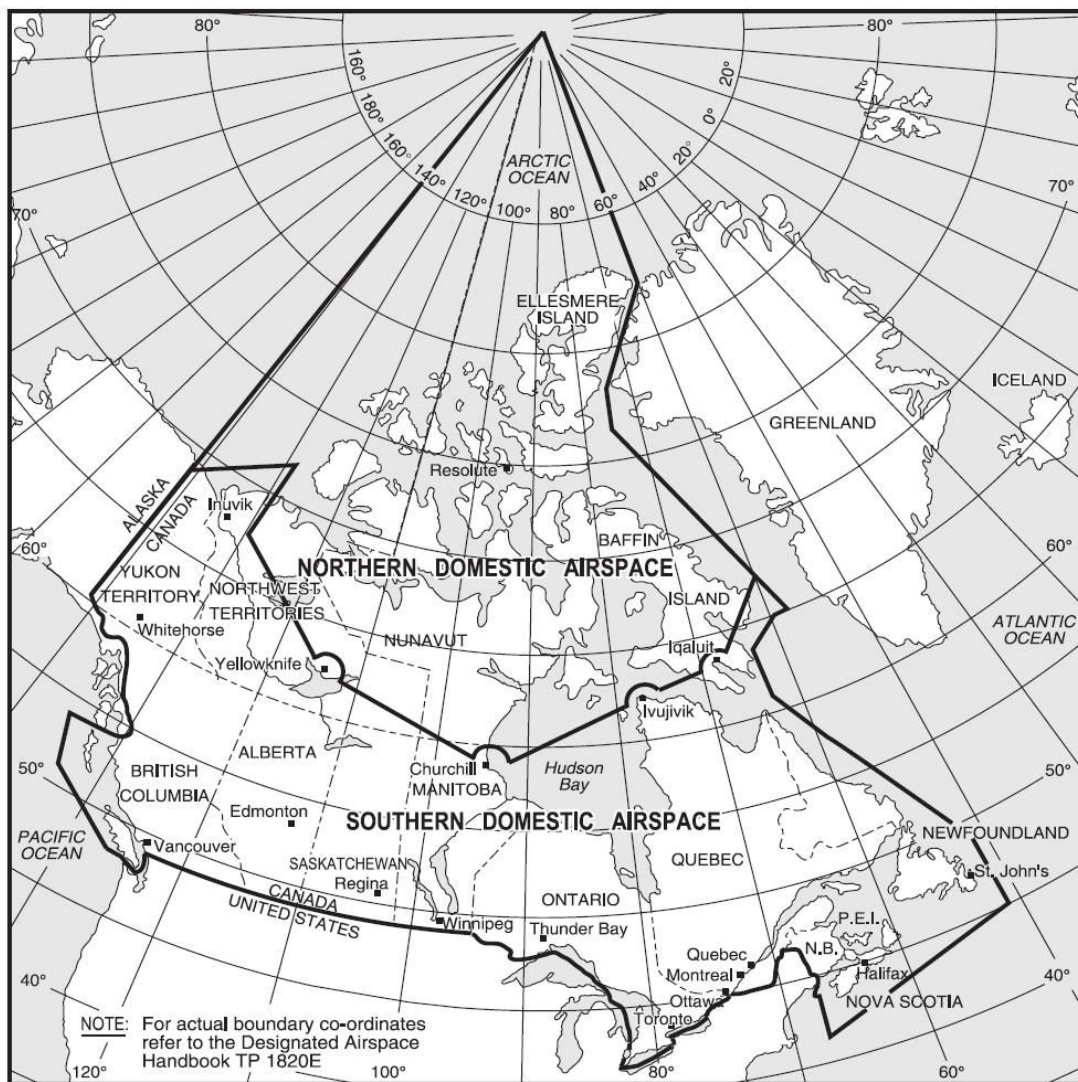 80°
80°
160°
180°
160°
140°
120°
100°
80°
60°
40°
20°
0°
20°
ARCTIC
OCEAN
70°
70°
ELLESMERE
ISLAND
ICELAND
GREENLAND
Resolute
ALASKA
CANADA
Inuvik
60°
60°
BAFFIN
ISLAND
NORTHERN DOMESTIC AIRSPACE
YUKON
TERRITORY
NORTHWEST
TERRITORIES
Whitehorse
NUNAVUT
ATLANTIC
OCEAN
Yellowknife
Iqaluit
Ivujivik
ALBERTA
BRITISH
COLUMBIA
Churchill
MANITOBA
Hudson
Bay
50°
50°
Edmonton
SOUTHERN DOMESTIC AIRSPACE
PACIFIC
OCEAN
Vancouver
NEWFOUNDLAND
St. John's
QUEBEC
SASKATCHEWAN
Regina
CANADA
UNITED STATES
ONTARIO
Winnipeg
Thunder Bay
P.E.I.
N.B.
Quebec
Montreal
Halifax
40°
40°
Ottawa
NOVA SCOTIA
Toronto
NOTE: For actual boundary co-ordinates
refer to the Designated Airspace
Handbook TP 1820E
120°
100°
80°
60°